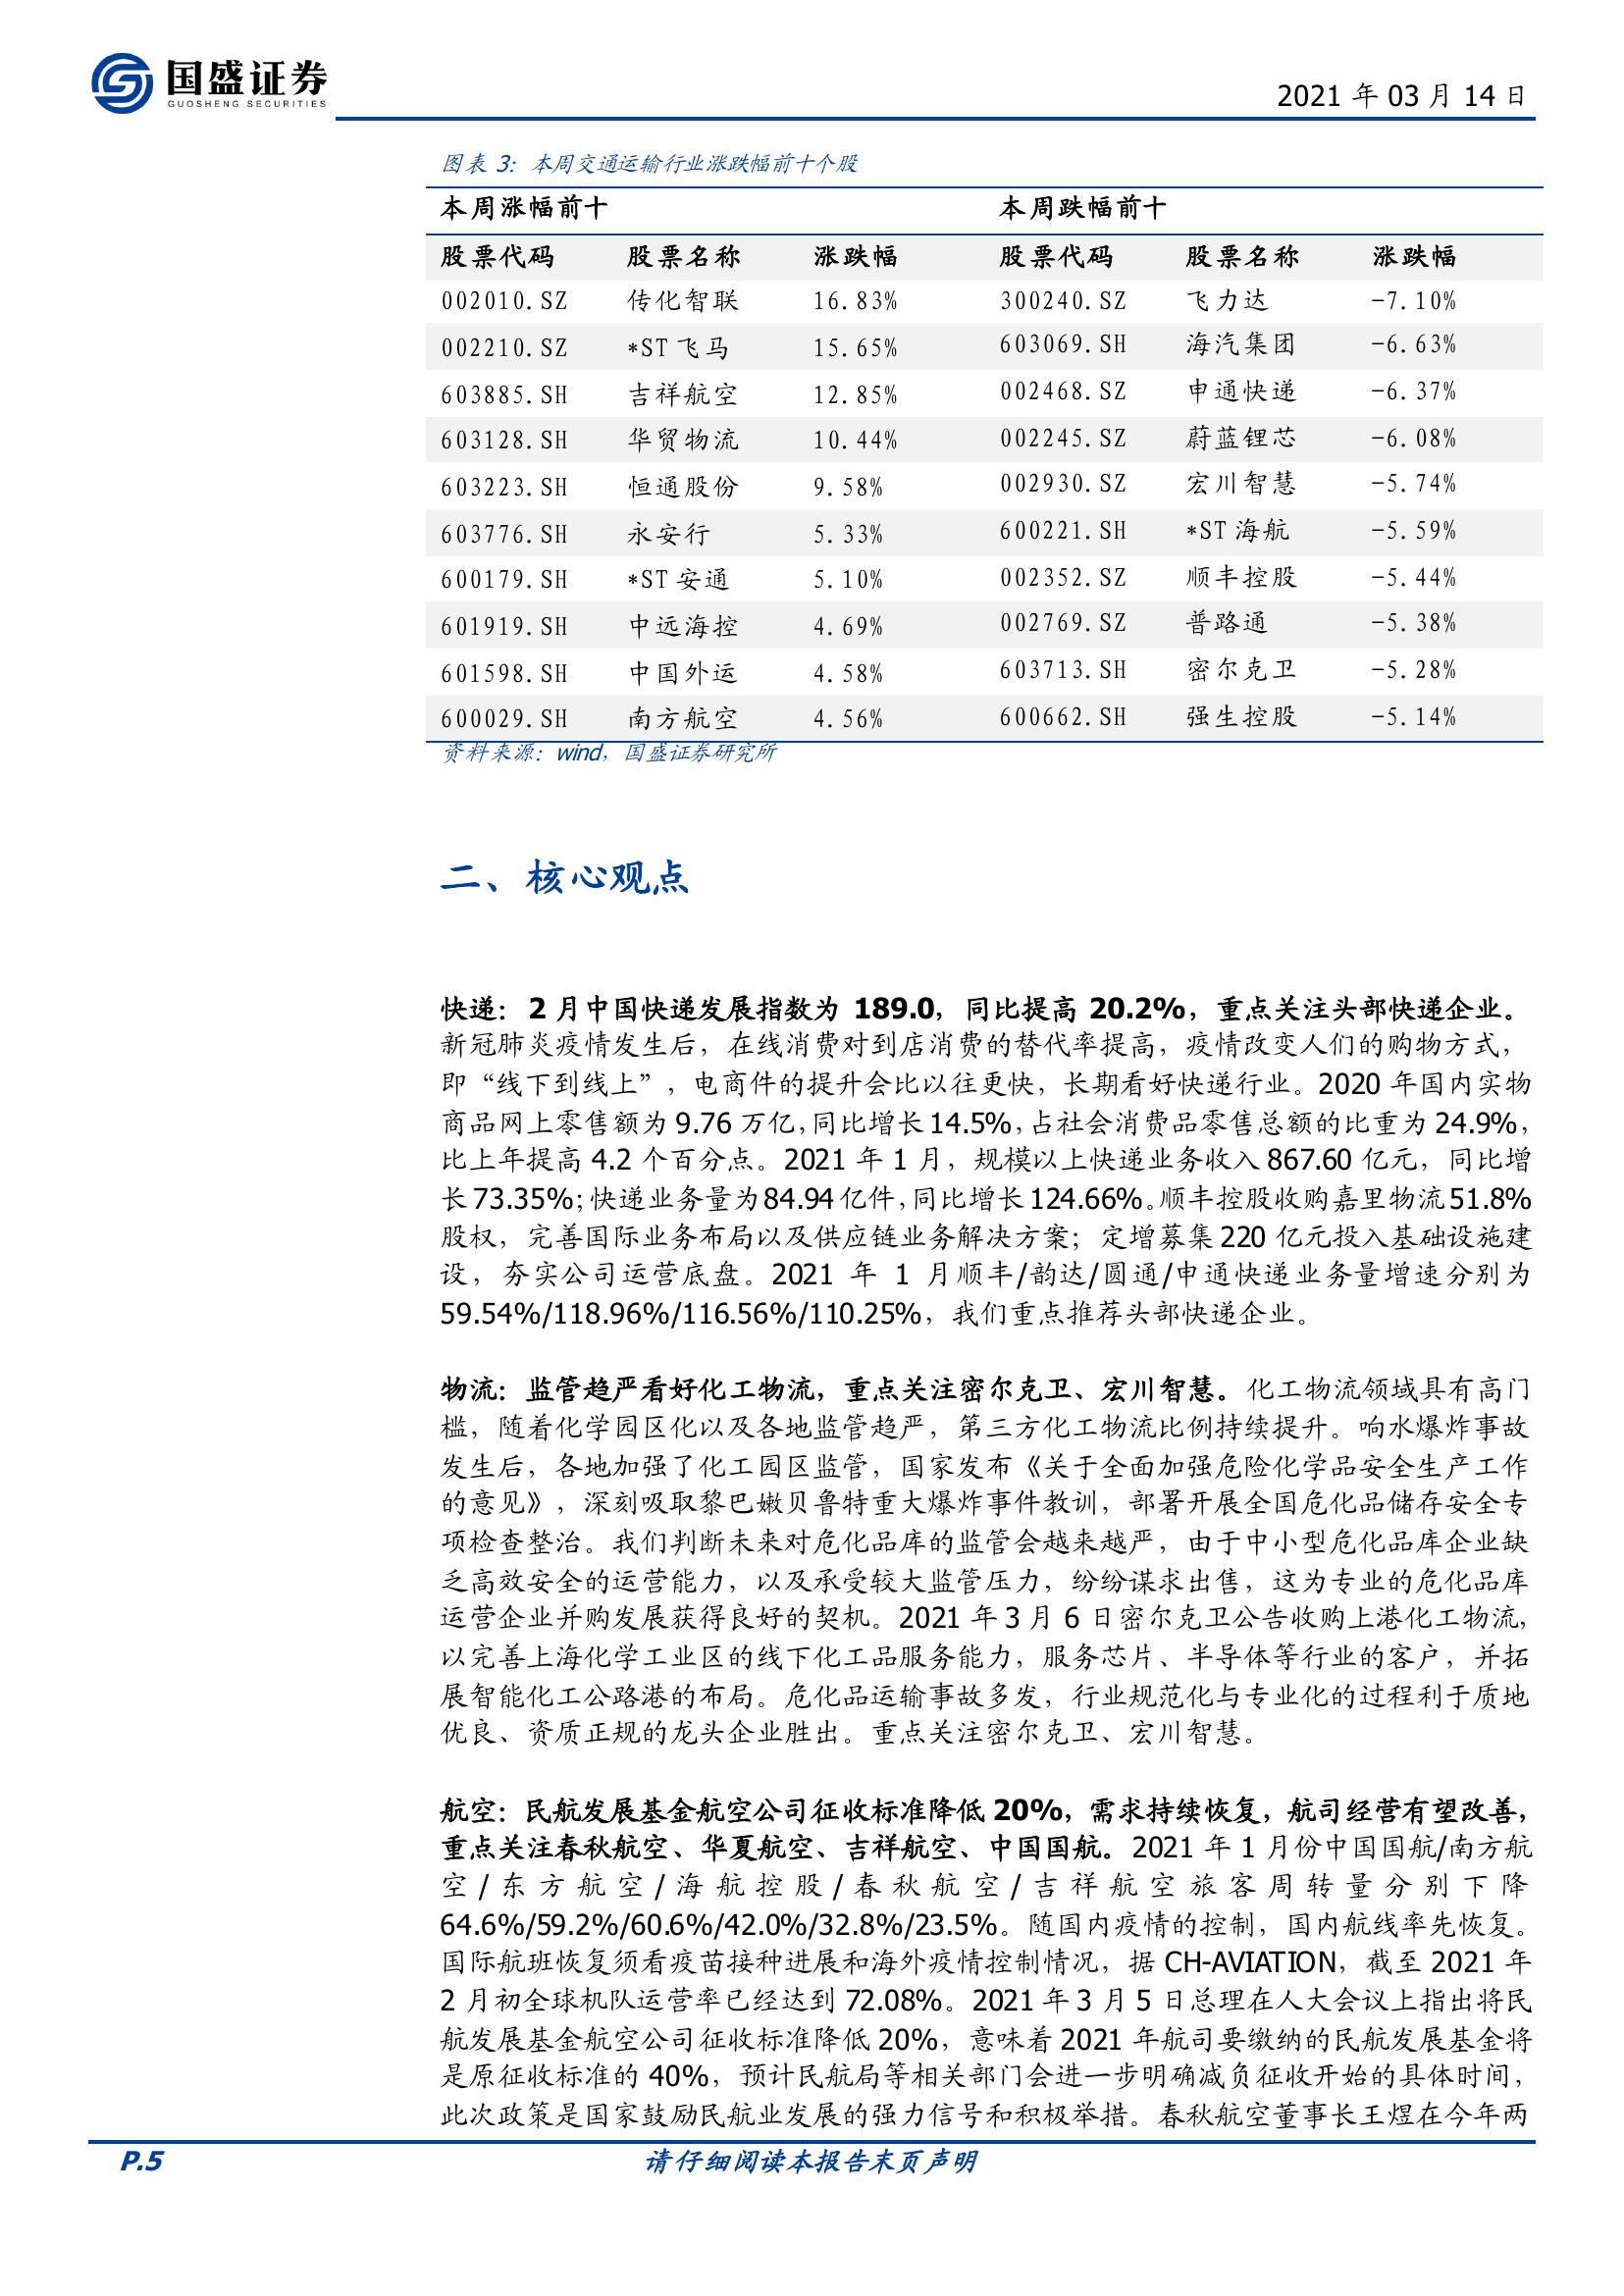 国盛证券
GUOSHENG SECURITIES
2021 年 03 月 14 日
图表 3: 本周交通运输行业涨跌幅前十个股
本周涨幅前十 本周跌幅前十
股票代码 股票名称 涨跌幅 股票代码 股票名称 涨跌幅
002010.SZ 传化智联 16.83% 300240.SZ 飞力达 -7.10%
002210.SZ *ST 飞马 15.65% 603069.SH 海汽集团 -6.63%
603885.SH 吉祥航空 12.85% 002468.SZ 申通快递 -6.37%
603128.SH 华贸物流 10.44% 002245.SZ 蔚蓝锂芯 -6.08%
603223.SH 恒通股份 9.58% 002930.SZ 宏川智慧 -5.74%
603776.SH 永安行 5.33% 600221.SH *ST 海航 -5.59%
600179.SH *ST 安通 5.10% 002352.SZ 顺丰控股 -5.44%
601919.SH 中远海控 4.69% 002769.SZ 普路通 -5.38%
601598.SH 中国外运 4.58% 603713.SH 密尔克卫 -5.28%
600029.SH 南方航空 4.56% 600662.SH 强生控股 -5.14%
资料来源：wind，国盛证券研究所
二、核心观点
快递：2 月中国快递发展指数为 189.0，同比提高 20.2%，重点关注头部快递企业。
新冠肺炎疫情发生后，在线消费对到店消费的替代率提高，疫情改变人们的购物方式，
即“线下到线上”，电商件的提升会比以往更快，长期看好快递行业。2020 年国内实物
商品网上零售额为 9.76 万亿，同比增长 14.5%，占社会消费品零售总额的比重为 24.9%，
比上年提高 4.2 个百分点。2021 年 1 月，规模以上快递业务收入 867.60 亿元，同比增
长 73.35%；快递业务量为 84.94 亿件，同比增长 124.66%。顺丰控股收购嘉里物流 51.8%
股权，完善国际业务布局以及供应链业务解决方案；定增募集 220 亿元投入基础设施建
设，夯实公司运营底盘。2021 年 1 月顺丰/韵达/圆通/申通快递业务量增速分别为
59.54%/118.96%/116.56%/110.25%，我们重点推荐头部快递企业。
物流：监管趋严看好化工物流，重点关注密尔克卫、宏川智慧。化工物流领域具有高门
槛，随着化学园区化以及各地监管趋严，第三方化工物流比例持续提升。响水爆炸事故
发生后，各地加强了化工园区监管，国家发布《关于全面加强危险化学品安全生产工作
的意见》，深刻吸取黎巴嫩贝鲁特重大爆炸事件教训，部署开展全国危化品储存安全专
项检查整治。我们判断未来对危化品库的监管会越来越严，由于中小型危化品库企业缺
乏高效安全的运营能力，以及承受较大监管压力，纷纷谋求出售，这为专业的危化品库
运营企业并购发展获得良好的契机。2021 年 3 月 6 日密尔克卫公告收购上港化工物流，
以完善上海化学工业区的线下化工品服务能力，服务芯片、半导体等行业的客户，并拓
展智能化工公路港的布局。危化品运输事故多发，行业规范化与专业化的过程利于质地
优良、资质正规的龙头企业胜出。重点关注密尔克卫、宏川智慧。
航空：民航发展基金航空公司征收标准降低 20%，需求持续恢复，航司经营有望改善，
重点关注春秋航空、华夏航空、吉祥航空、中国国航。2021 年 1 月份中国国航/南方航
空/东方航空/海航控股/春秋航空/吉祥航空旅客周转量分别下降
64.6%/59.2%/60.6%/42.0%/32.8%/23.5%。随国内疫情的控制，国内航线率先恢复。
国际航班恢复须看疫苗接种进展和海外疫情控制情况，据 CH-AVIATION，截至 2021 年
2 月初全球机队运营率已经达到 72.08%。2021 年 3 月 5 日总理在人大会议上指出将民
航发展基金航空公司征收标准降低 20%，意味着 2021 年航司要缴纳的民航发展基金将
是原征收标准的 40%，预计民航局等相关部门会进一步明确减负征收开始的具体时间，
此次政策是国家鼓励民航业发展的强力信号和积极举措。春秋航空董事长王煜在今年两
P.5 请仔细阅读本报告末页声明